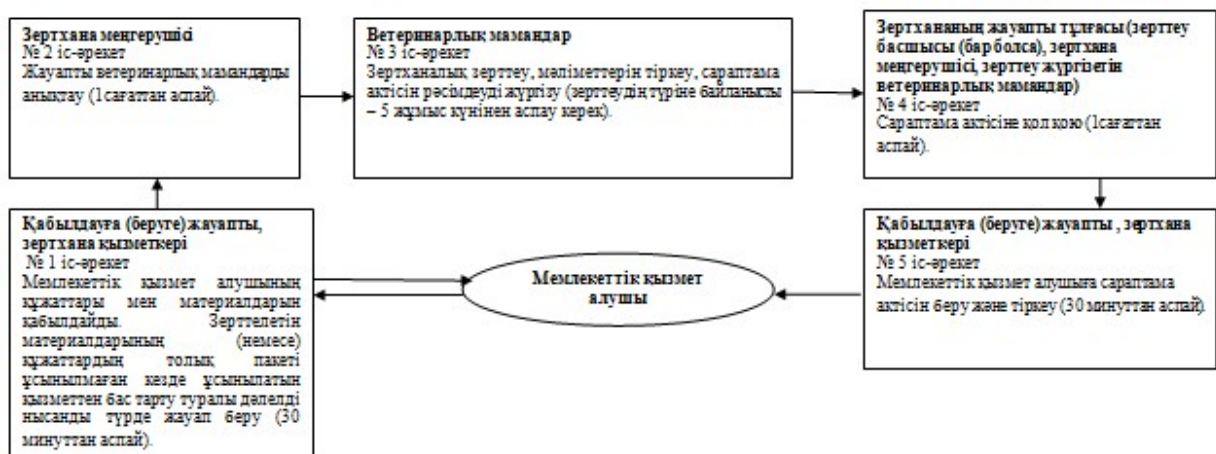 Зертхана меңгерушісі
№ 2 іс-әрекет
Жауапты ветеринарлық мамандарды
анықтау (1сағаттан аспай).
Ветеринарлық мамандар
№ 3 іс-әрекет
Зертханалық зерттеу, мәліметтерін тіркеу, сараптама
актісін рәсімдеуді жүргізу (зерттеудің түріне байланысты
– 5 жұмыс күнінен аспау керек).
Зертхананың жауапты тұлғасы (зерттеу
басшысы (бар болса), зертхана
меңгерушісі, зерттеу жүргізетін
ветеринарлық мамандар)
№ 4 іс-әрекет
Сараптама актісіне қол қою (1сағаттан
аспай).
Қабылдауға (беруге) жауапты,
зертхана қызметкері
№ 1 іс-әрекет
Мемлекеттік қызмет алушының
құжаттары мен материалдарын
қабылдайды. Зерттелетін
материалдарының (немесе)
құжаттардың толық пакеті
ұсынылмаған кезде ұсынылатын
қызметтен бас тарту туралы дәлелді
нысанды түрде жауап беру (30
минуттан аспай).
Мемлекеттік қызмет
алушы
Қабылдауға (беруге) жауапты , зертхана
қызметкері
№ 5 іс-әрекет
Мемлекеттік қызмет алушыға сараптама
актісін беру және тіркеу (30 минуттан аспай).